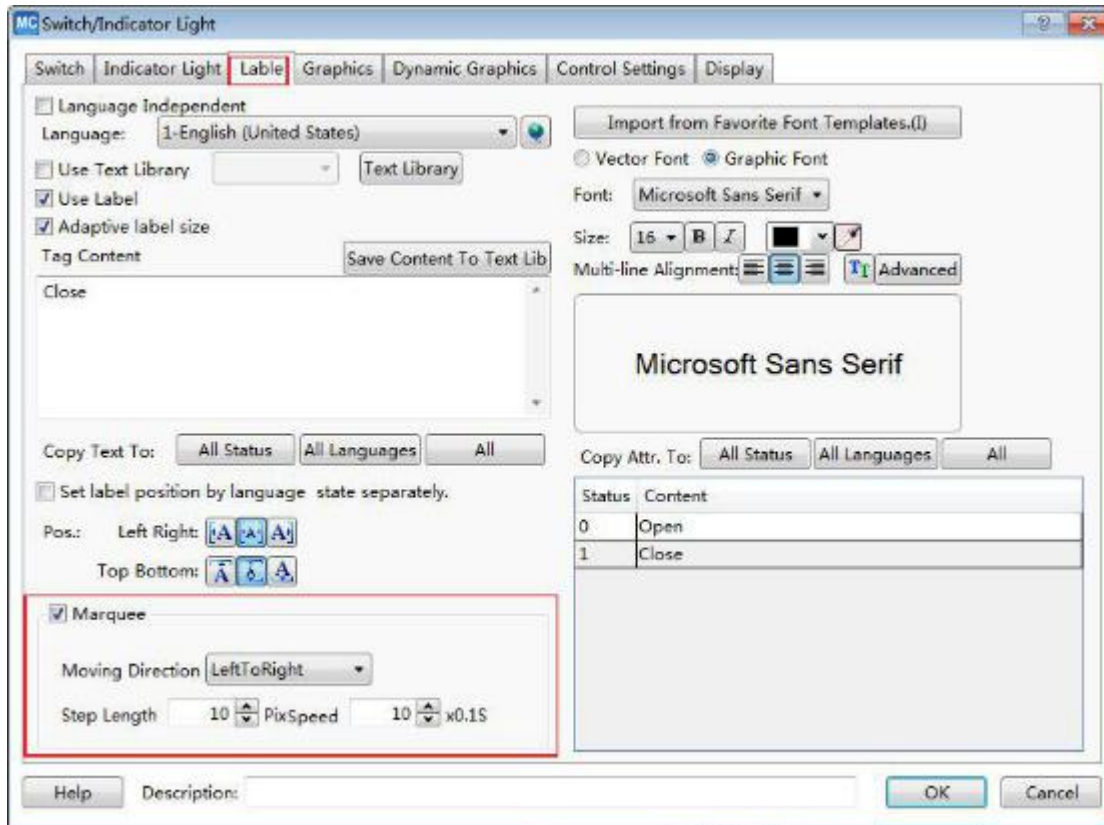 MC Switch/Indicator Light
Switch Indicator Light Lable Graphics Dynamic Graphics Control Settings Display
Language Independent
Language: 1-English (United States)
Use Text Library Text Library
Use Label
Adaptive label size
Tag Content Save Content To Text Lib
Close
Copy Text To: All Status All Languages All
Set label position by language state separately.
Pos.: Left Right: A A A
Top Bottom: A A A
Marquee
Moving Direction LeftToRight
Step Length 10 PixSpeed 10 x0.1S
Import from Favorite Font Templates.(I)
Vector Font Graphic Font
Font: Microsoft Sans Serif
Size: 16 B I
Multi-line Alignment: TT Advanced
Microsoft Sans Serif
Copy Attr. To: All Status All Languages All
Status Content
0 Open
1 Close
Help Description: OK Cancel